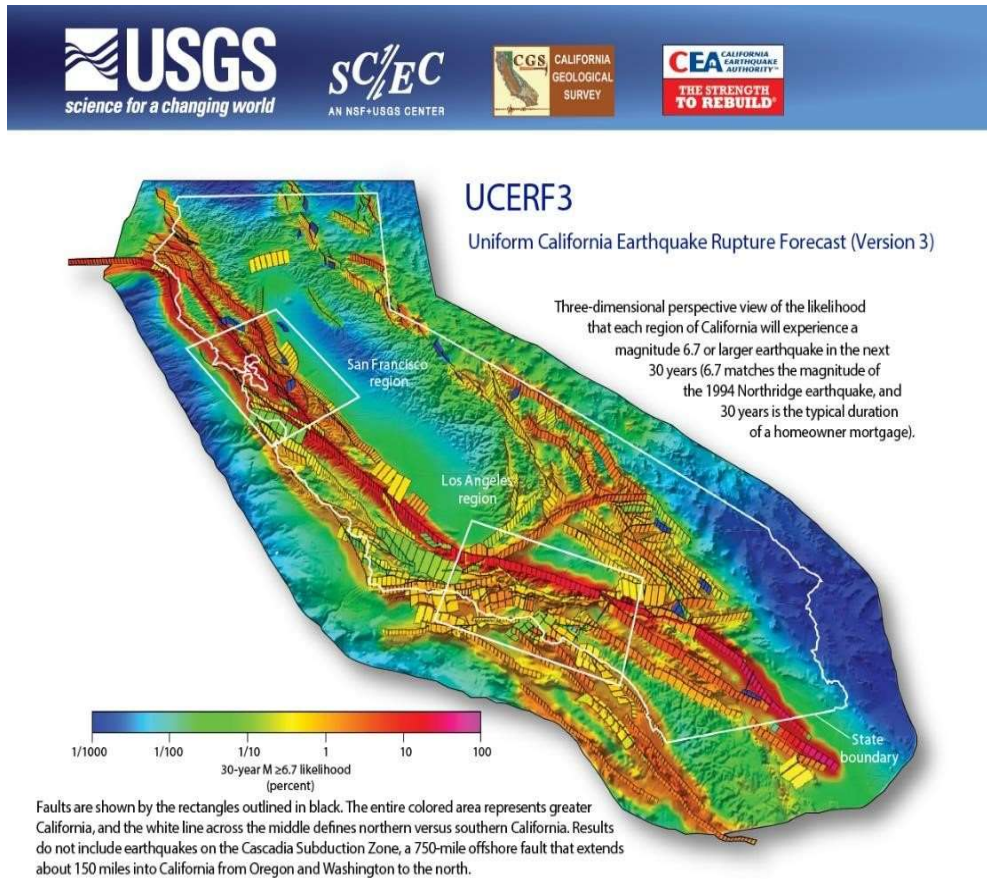 USGS
science for a changing world
SC/EC
AN NSF+USGS CENTER
CGS
CALIFORNIA
GEOLOGICAL
SURVEY
CEA CALIFORNIA
EARTHQUAKE
AUTHORITY™
THE STRENGTH
TO REBUILD®
UCERF3
Uniform California Earthquake Rupture Forecast (Version 3)
Three-dimensional perspective view of the likelihood
that each region of California will experience a
magnitude 6.7 or larger earthquake in the next
30 years (6.7 matches the magnitude of
the 1994 Northridge earthquake, and
30 years is the typical duration
of a homeowner mortgage).
San Francisco
region
Los Angeles
region
State
boundary
1/1000 1/100 1/10 1 10 100
30-year M ≥6.7 likelihood
(percent)
Faults are shown by the rectangles outlined in black. The entire colored area represents greater
California, and the white line across the middle defines northern versus southern California. Results
do not include earthquakes on the Cascadia Subduction Zone, a 750-mile offshore fault that extends
about 150 miles into California from Oregon and Washington to the north.